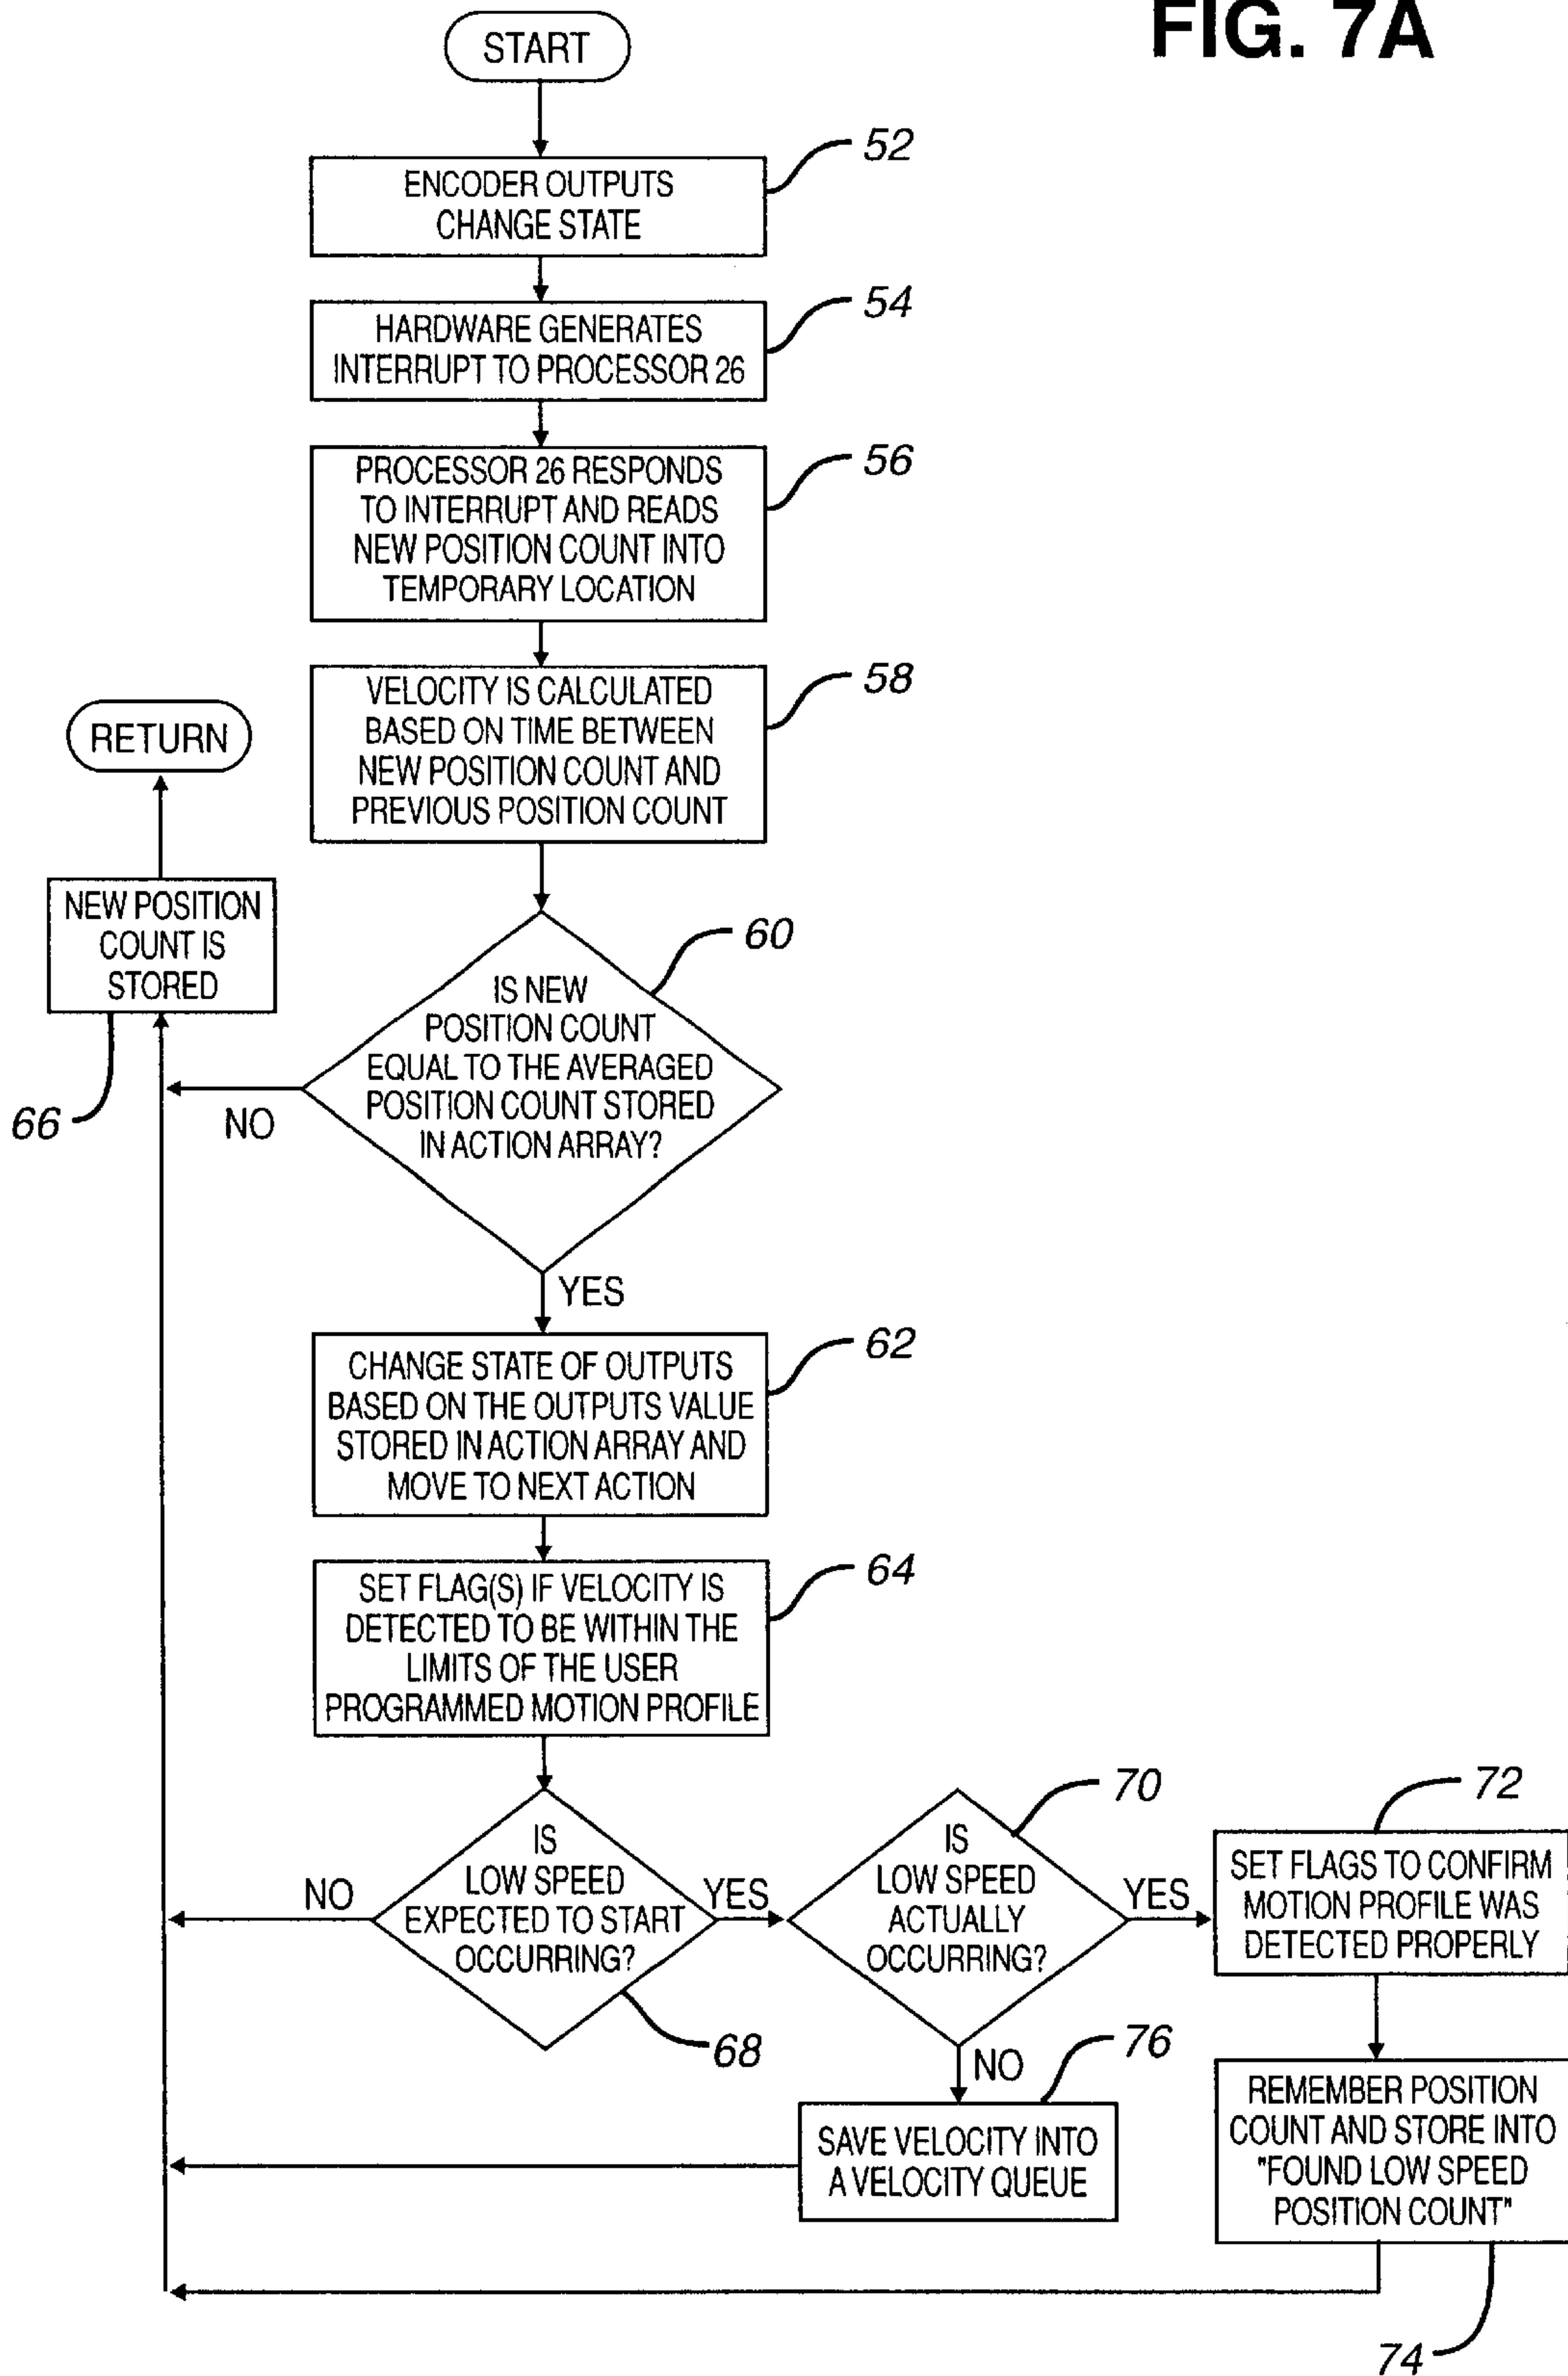 FIG. 7A
START
52
ENCODER OUTPUTS
CHANGE STATE
54
HARDWARE GENERATES
INTERRUPT TO PROCESSOR 26
56
PROCESSOR 26 RESPONDS
TO INTERRUPT AND READS
NEW POSITION COUNT INTO
TEMPORARY LOCATION
58
VELOCITY IS CALCULATED
BASED ON TIME BETWEEN
NEW POSITION COUNT AND
PREVIOUS POSITION COUNT
RETURN
NEW POSITION
COUNT IS
STORED
66
60
IS NEW
POSITION COUNT
EQUAL TO THE AVERAGED
POSITION COUNT STORED
IN ACTION ARRAY?
NO
YES
62
CHANGE STATE OF OUTPUTS
BASED ON THE OUTPUTS VALUE
STORED IN ACTION ARRAY AND
MOVE TO NEXT ACTION
64
SET FLAG(S) IF VELOCITY IS
DETECTED TO BE WITHIN THE
LIMITS OF THE USER
PROGRAMMED MOTION PROFILE
NO
IS
LOW SPEED
EXPECTED TO START
OCCURRING?
68
YES
70
IS
LOW SPEED
ACTUALLY
OCCURRING?
YES
72
SET FLAGS TO CONFIRM
MOTION PROFILE WAS
DETECTED PROPERLY
NO
76
SAVE VELOCITY INTO
A VELOCITY QUEUE
REMEMBER POSITION
COUNT AND STORE INTO
"FOUND LOW SPEED
POSITION COUNT"
74